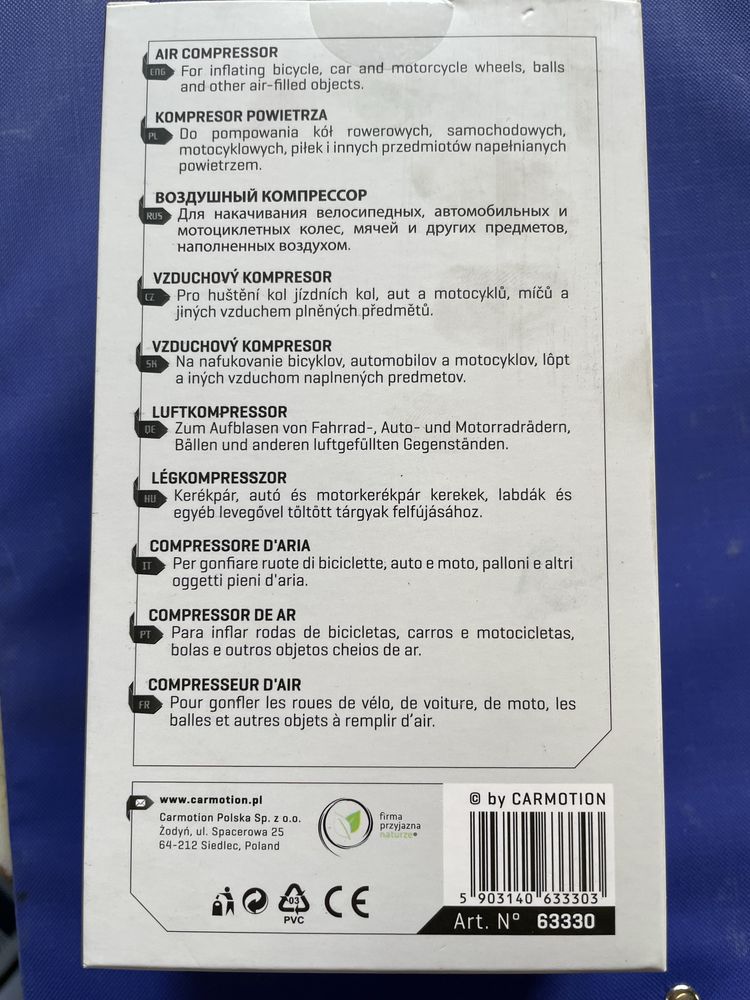 AIR COMPRESSOR
ENG For inflating bicycle, car and motorcycle wheels, balls
and other air-filled objects.
KOMPRESOR POWIETRZA
PL Do pompowania kół rowerowych, samochodowych,
motocyklowych, piłek i innych przedmiotów napełnianych
powietrzem.
ВОЗДУШНЫЙ КОМПРЕССОР
RUS Для накачивания велосипедных, автомобильных и
мотоциклетных колес, мячей и других предметов,
наполненных воздухом.
VZDUCHOVÝ KOMPRESOR
CZ Pro huštění kol jízdních kol, aut a motocyklů, míčů a
jiných vzduchem plněných předmětů.
VZDUCHOVÝ KOMPRESOR
SK Na nafukovanie bicyklov, automobilov a motocyklov, lôpt
a iných vzduchom naplnených predmetov.
LUFTKOMPRESSOR
DE Zum Aufblasen von Fahrrad-, Auto- und Motorradrädern,
Bällen und anderen luftgefüllten Gegenständen.
LÉGKOMPRESSZOR
HU Kerékpár, autó és motorkerékpár kerekek, labdák és
egyéb levegővel töltött tárgyak felfújásához.
COMPRESSORE D'ARIA
IT Per gonfiare ruote di biciclette, auto e moto, palloni e altri
oggetti pieni d'aria.
COMPRESSOR DE AR
PT Para inflar rodas de bicicletas, carros e motocicletas,
bolas e outros objetos cheios de ar.
COMPRESSEUR D'AIR
FR Pour gonfler les roues de vélo, de voiture, de moto, les
balles et autres objets à remplir d'air.
www.carmotion.pl
Carmotion Polska Sp. z o.o.
Żodyń, ul. Spacerowa 25
64-212 Siedlec, Poland
firma
przyjazna
naturze®
03
PVC
CE
© by CARMOTION
5 903140 633303
Art. N° 63330